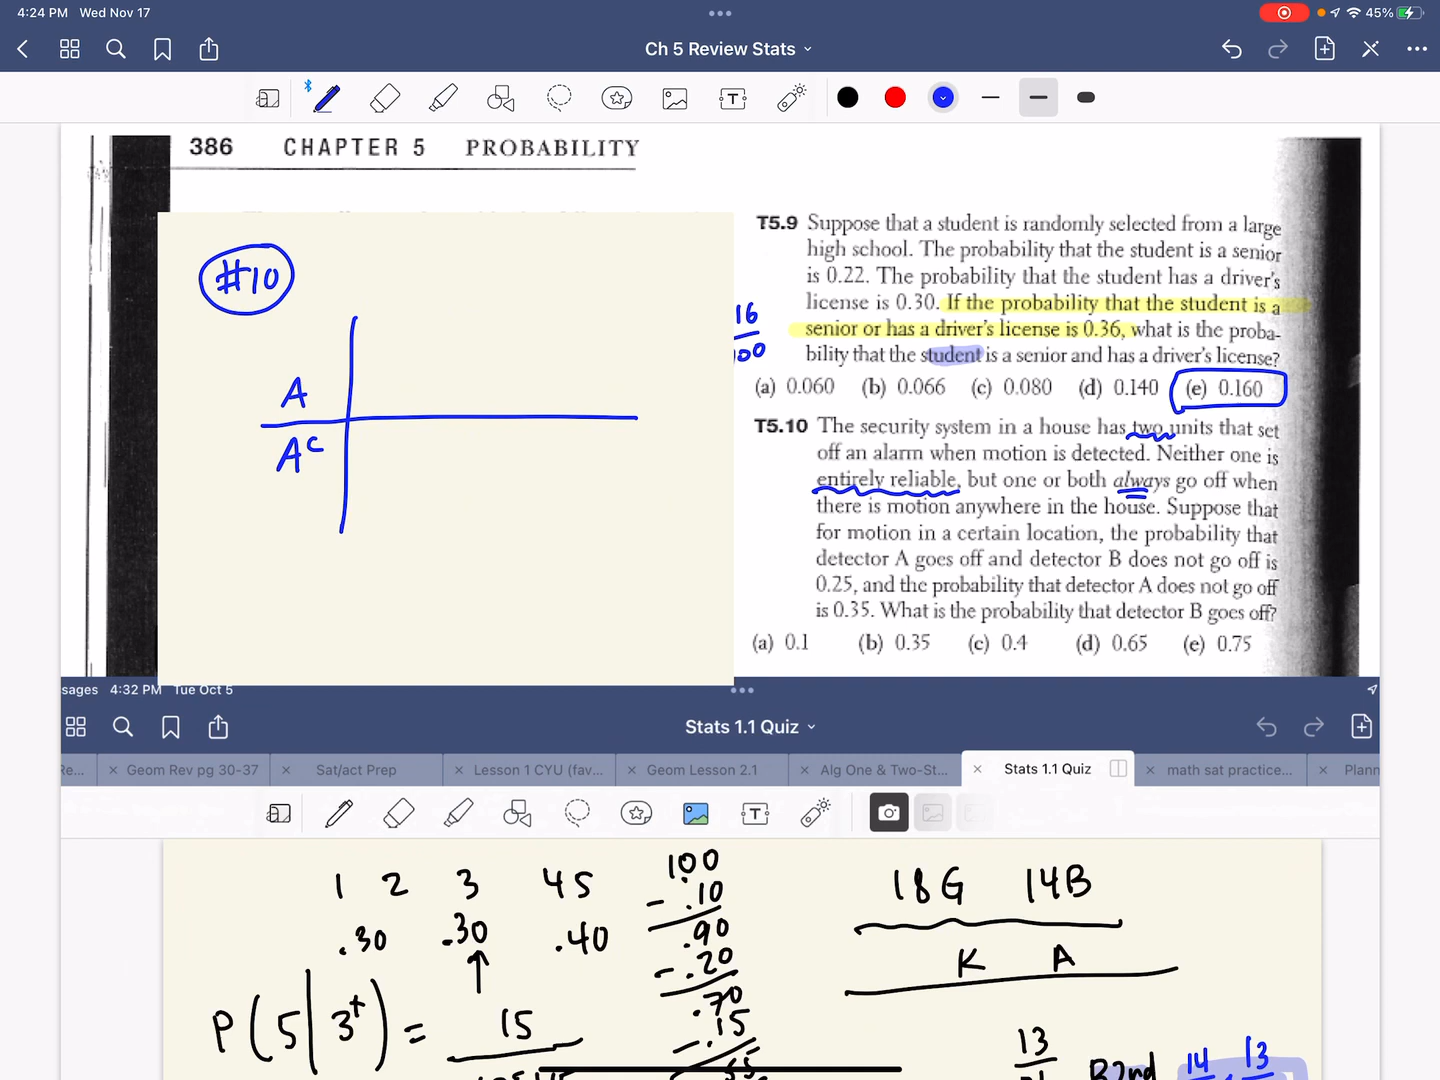 4:24 PM Wed Nov 17
45%
Ch 5 Review Stats
386 CHAPTER 5 PROBABILITY
#10
A
Aᶜ
16
100
T5.9 Suppose that a student is randomly selected from a large
high school. The probability that the student is a senior
is 0.22. The probability that the student has a driver's
license is 0.30. If the probability that the student is a
senior or has a driver's license is 0.36, what is the proba-
bility that the student is a senior and has a driver's license?
(a) 0.060 (b) 0.066 (c) 0.080 (d) 0.140 (e) 0.160
T5.10 The security system in a house has two units that set
off an alarm when motion is detected. Neither one is
entirely reliable, but one or both always go off when
there is motion anywhere in the house. Suppose that
for motion in a certain location, the probability that
detector A goes off and detector B does not go off is
0.25, and the probability that detector A does not go off
is 0.35. What is the probability that detector B goes off?
(a) 0.1 (b) 0.35 (c) 0.4 (d) 0.65 (e) 0.75
sages 4:32 PM Tue Oct 5
Stats 1.1 Quiz
Re... × Geom Rev pg 30-37 × Sat/act Prep × Lesson 1 CYU (fav... × Geom Lesson 2.1 × Alg One & Two-St... × Stats 1.1 Quiz × math sat practice... × Plann
1 2 3 4 5
.30 .30 .40
1.00
- .10
.90
- .20
.70
- .15
18G 14B
K A
P(5|3⁺) = 15
13
B2nd
14 13